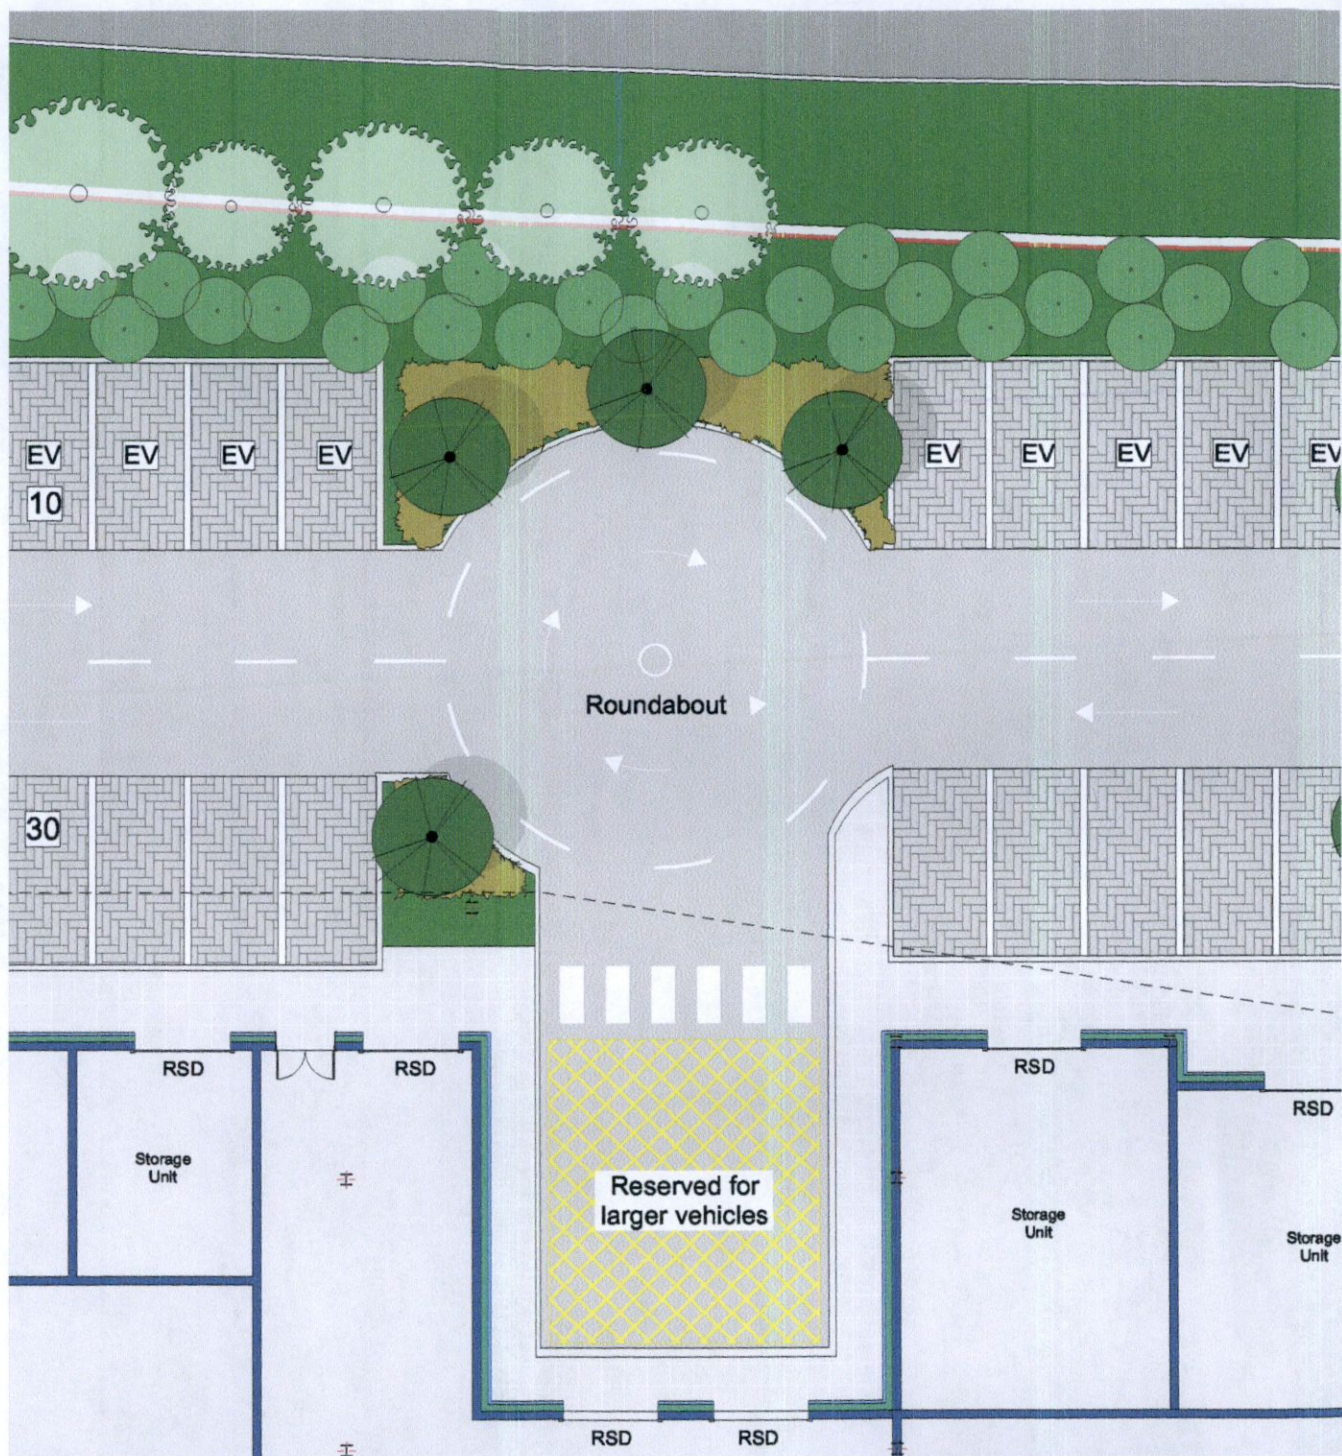 EV
EV
EV
EV
EV
EV
EV
EV
EV
10
Roundabout
30
RSD
RSD
RSD
RSD
Storage
Unit
Reserved for
larger vehicles
Storage
Unit
Storage
Unit
RSD
RSD